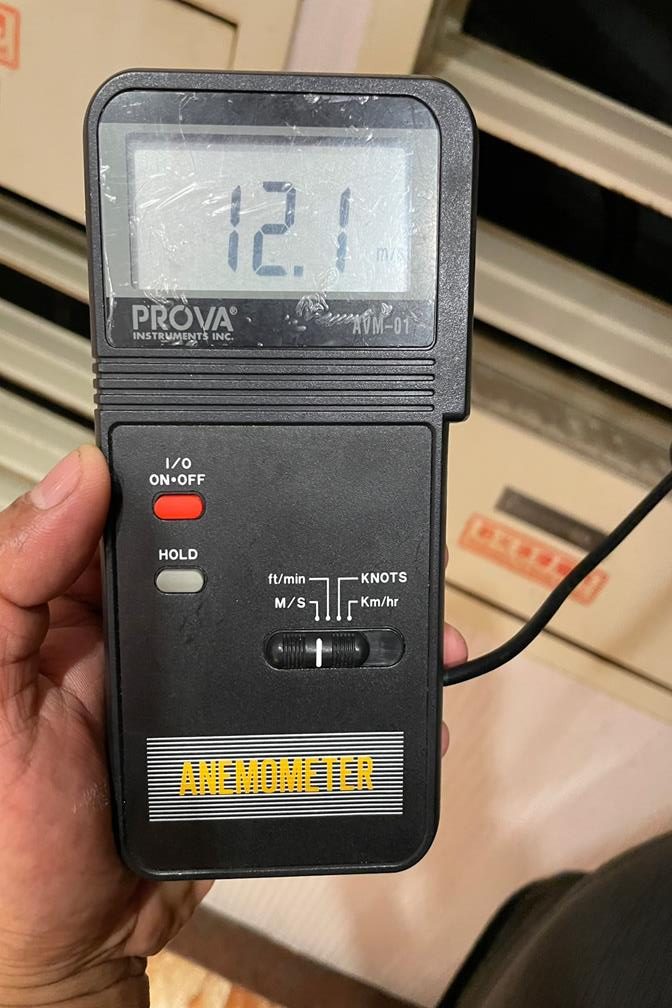 12.1
m/s
PROVA®
INSTRUMENTS INC.
AVM-01
I/O
ON•OFF
HOLD
ft/min
KNOTS
M/S
Km/hr
ANEMOMETER